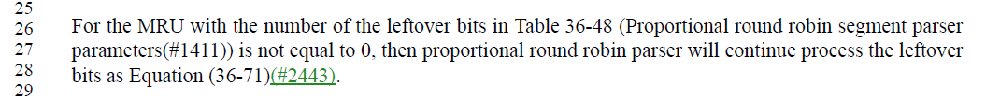 25
26 For the MRU with the number of the leftover bits in Table 36-48 (Proportional round robin segment parser
27 parameters(#1411)) is not equal to 0, then proportional round robin parser will continue process the leftover
28 bits as Equation (36-71)(#2443).
29